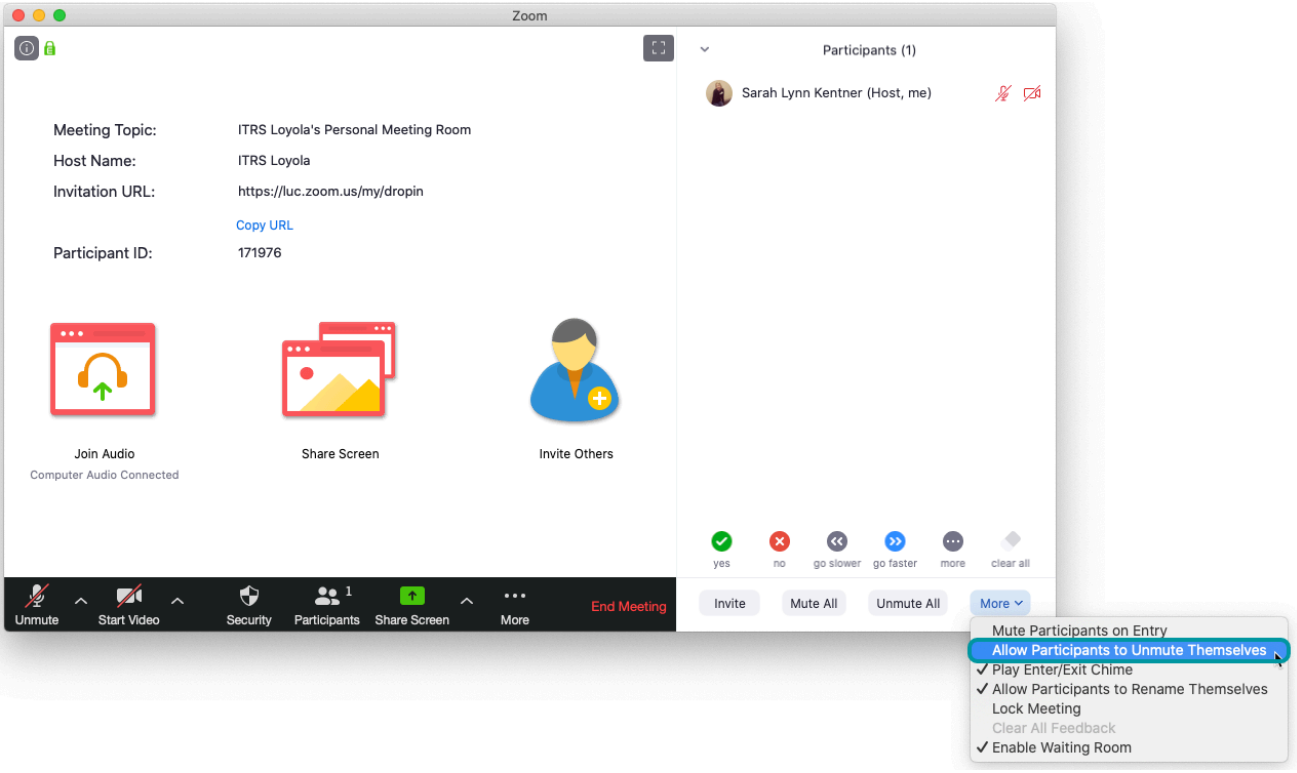 Zoom
Meeting Topic: ITRS Loyola's Personal Meeting Room
Host Name: ITRS Loyola
Invitation URL: https://luc.zoom.us/my/dropin
Copy URL
Participant ID: 171976
Join Audio
Computer Audio Connected
Share Screen
Invite Others
Unmute
Start Video
Security
1
Participants
Share Screen
More
End Meeting
Participants (1)
Sarah Lynn Kentner (Host, me)
yes
no
go slower
go faster
more
clear all
Invite
Mute All
Unmute All
More
Mute Participants on Entry
Allow Participants to Unmute Themselves
Play Enter/Exit Chime
Allow Participants to Rename Themselves
Lock Meeting
Clear All Feedback
Enable Waiting Room